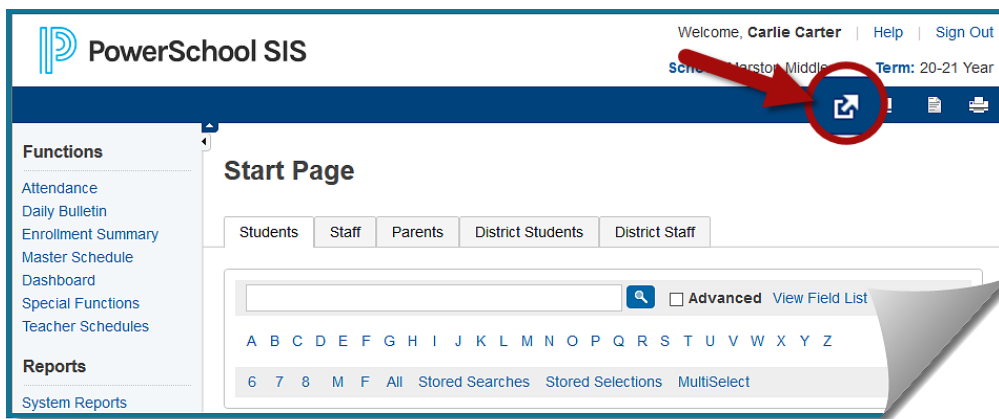 PowerSchool SIS
Welcome, Carlie Carter | Help | Sign Out
Marston Middle Term: 20-21 Year
Functions
Attendance
Daily Bulletin
Enrollment Summary
Master Schedule
Dashboard
Special Functions
Teacher Schedules
Reports
System Reports
Start Page
Students Staff Parents District Students District Staff
Advanced View Field List
A B C D E F G H I J K L M N O P Q R S T U V W X Y Z
6 7 8 M F All Stored Searches Stored Selections MultiSelect